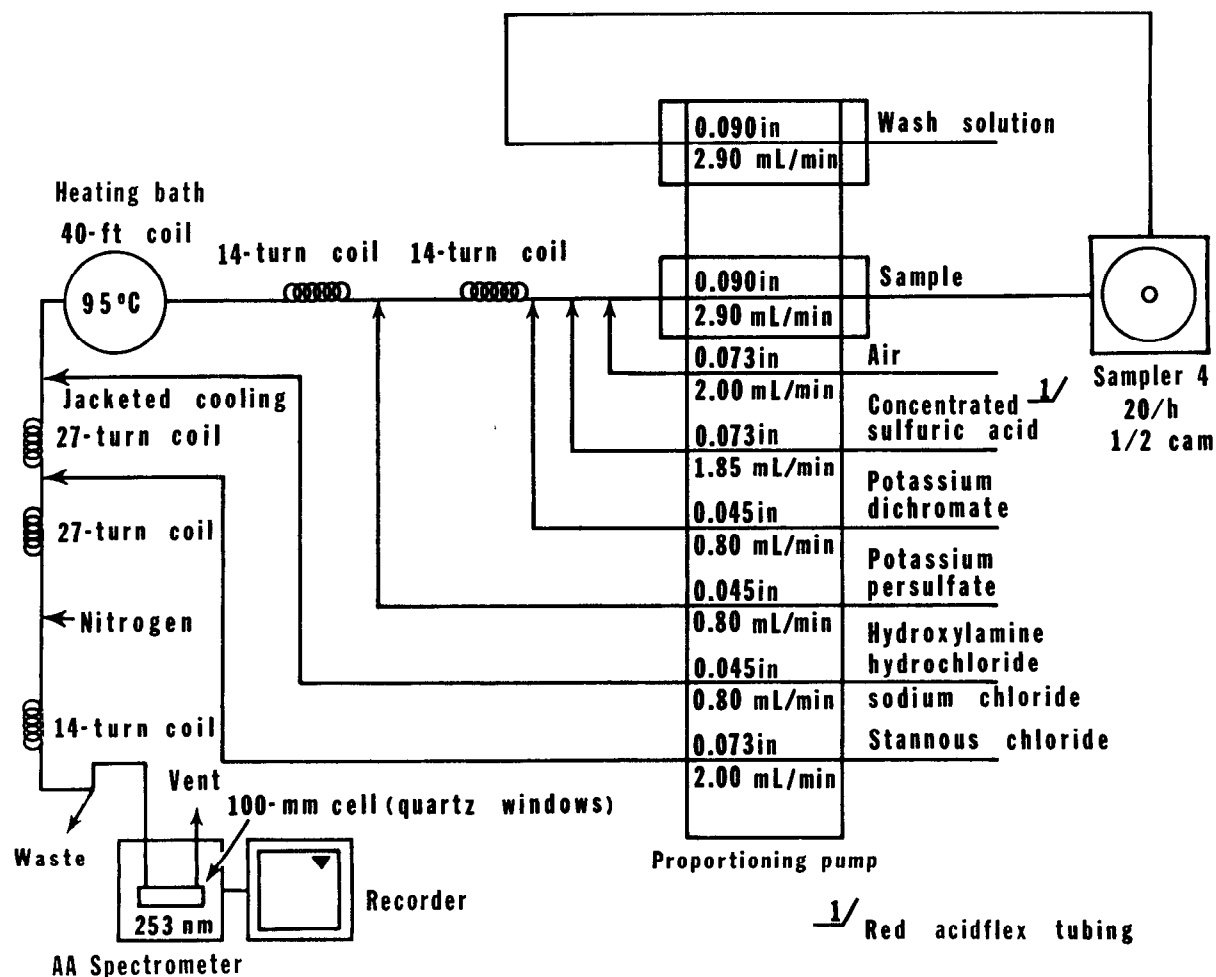 0.090in
Wash solution
2.90 mL/min
Heating bath
40-ft coil
14-turn coil
14-turn coil
95°C
0.090in
Sample
2.90 mL/min
0.073in
Air
2.00 mL/min
Sampler 4
20/h
1/2 cam
Concentrated 1/
sulfuric acid
0.073in
1.85 mL/min
Jacketed cooling
27-turn coil
Potassium
dichromate
0.045in
0.80 mL/min
27-turn coil
Potassium
persulfate
0.045in
0.80 mL/min
Nitrogen
Hydroxylamine
hydrochloride
sodium chloride
0.045in
0.80 mL/min
14-turn coil
Stannous chloride
0.073in
2.00 mL/min
Vent
100-mm cell (quartz windows)
Waste
Proportioning pump
Recorder
253 nm
AA Spectrometer
1/ Red acidflex tubing